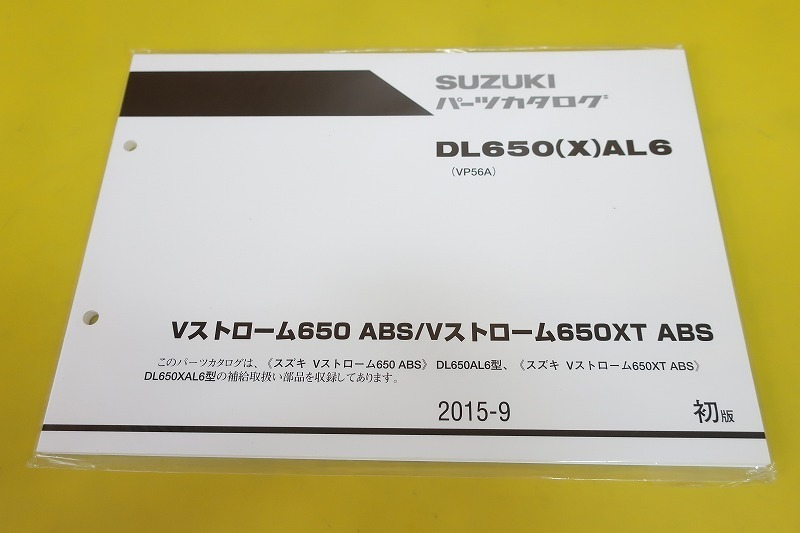 SUZUKI
パーツカタログ
DL650(X)AL6
(VP56A)
Vストローム650 ABS/Vストローム650XT ABS
このパーツカタログは、《スズキ Vストローム650 ABS》 DL650AL6型、《スズキ Vストローム650XT ABS》
DL650XAL6型の補給取扱い部品を収録してあります。
2015-9 初版